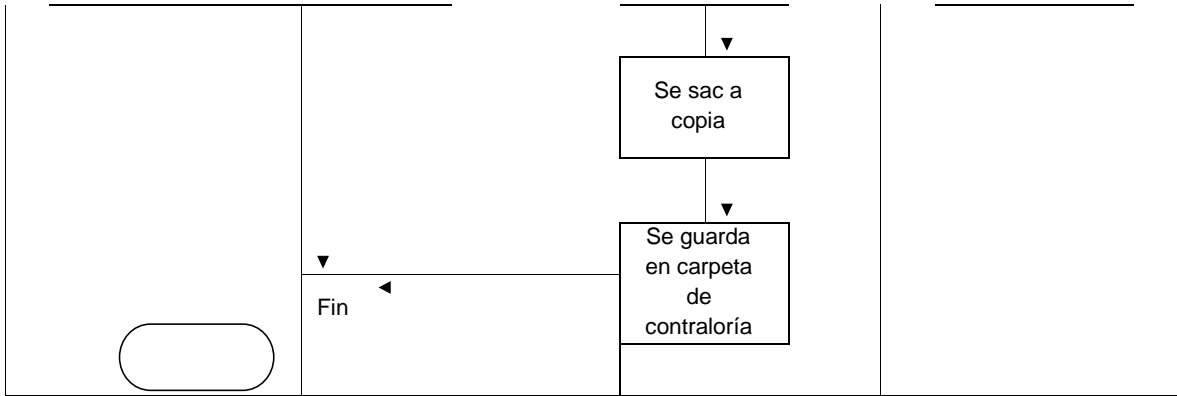 Se sac a
copia
Se guarda
en carpeta
de
contraloría
Fin